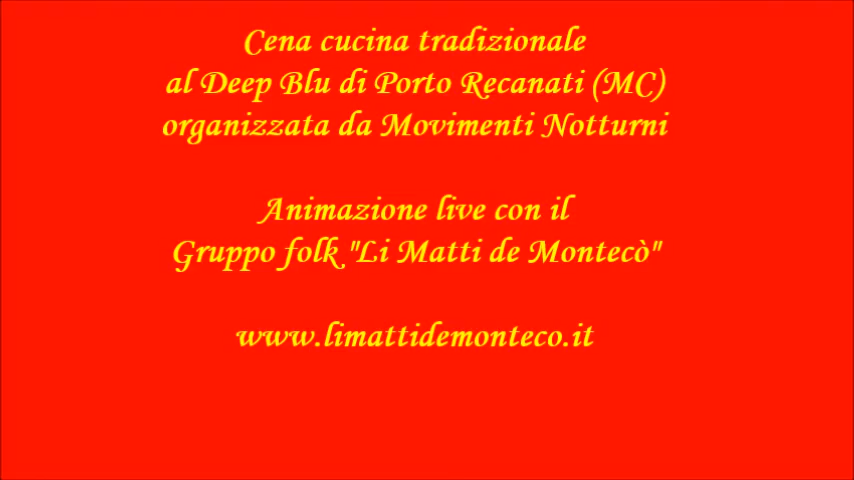 Cena cucina tradizionale
al Deep Blu di Porto Recanati (MC)
organizzata da Movimenti Notturni
Animazione live con il
Gruppo folk "Li Matti de Montecò"
www.limattidemonteco.it